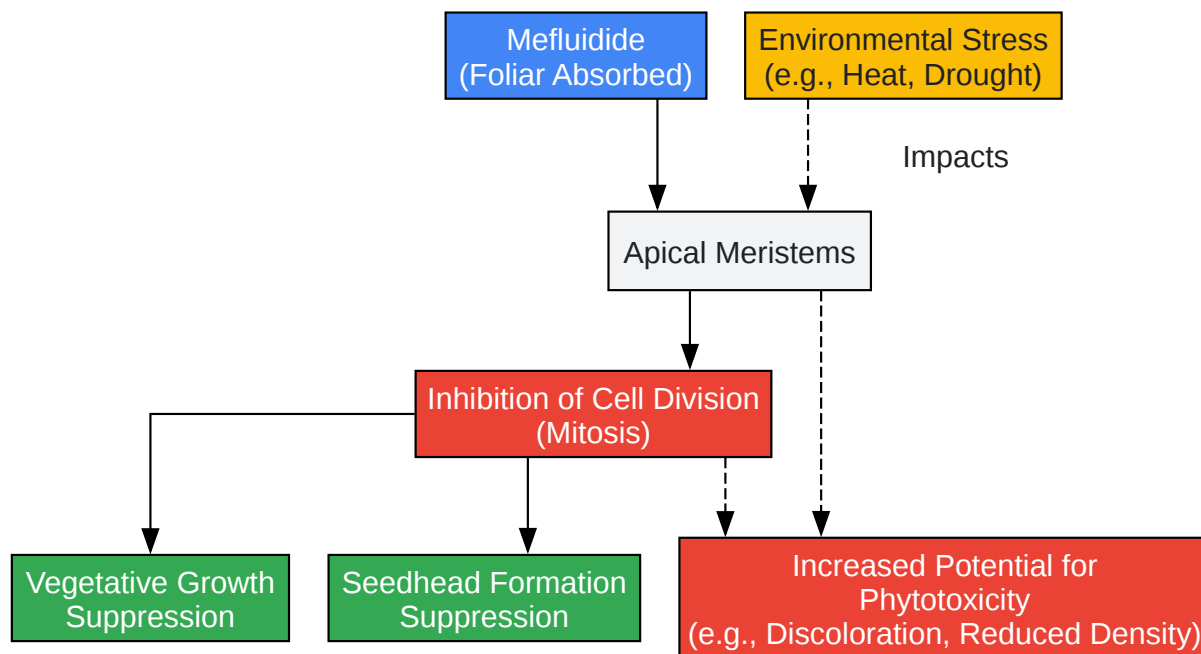 Mefluidide
(Foliar Absorbed)
Environmental Stress
(e.g., Heat, Drought)
Impacts
Apical Meristems
Inhibition of Cell Division
(Mitosis)
Vegetative Growth
Suppression
Seedhead Formation
Suppression
Increased Potential for
Phytotoxicity
(e.g., Discoloration, Reduced Density)